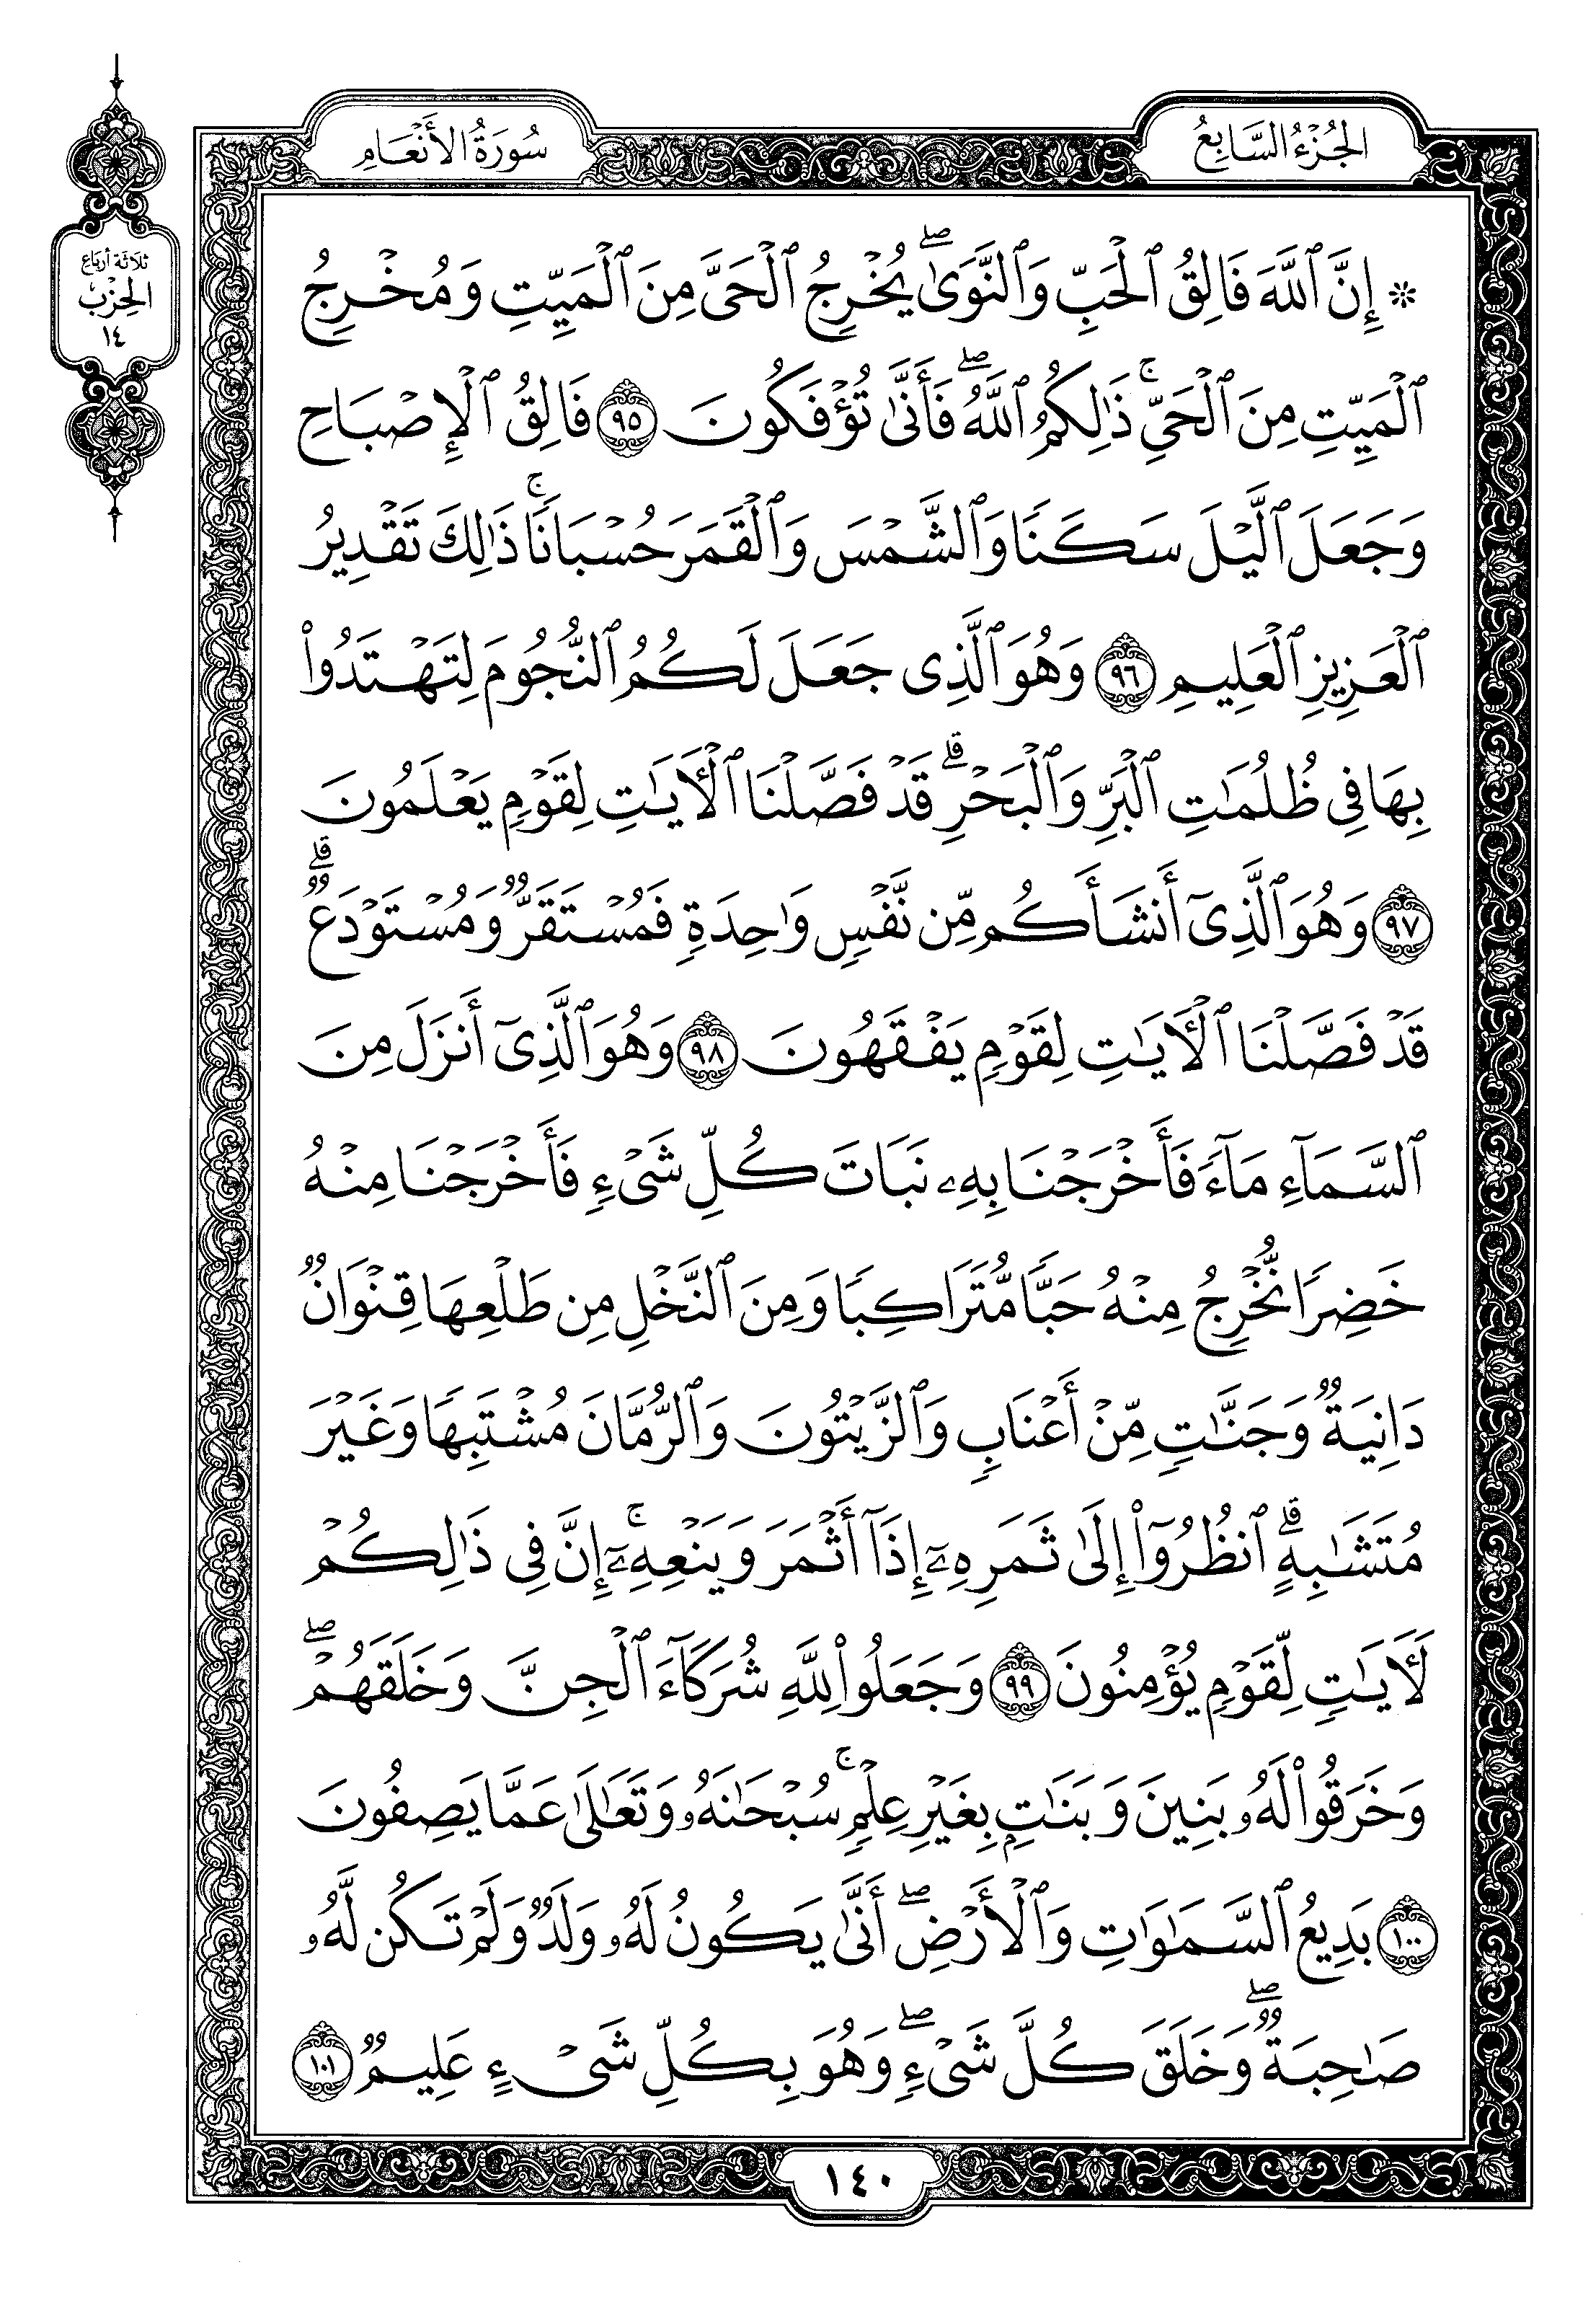 الجُزْءُ السَّابِعُ
سُورَةُ الأَنْعَامِ
ثلاثة أرباع
الحِزْب
١٤
۞ إِنَّ ٱللَّهَ فَالِقُ ٱلْحَبِّ وَٱلنَّوَىٰۖ يُخْرِجُ ٱلْحَىَّ مِنَ ٱلْمَيِّتِ وَمُخْرِجُ
ٱلْمَيِّتِ مِنَ ٱلْحَىِّۚ ذَٰلِكُمُ ٱللَّهُۖ فَأَنَّىٰ تُؤْفَكُونَ ٩٥ فَالِقُ ٱلْإِصْبَاحِ
وَجَعَلَ ٱلَّيْلَ سَكَنًا وَٱلشَّمْسَ وَٱلْقَمَرَ حُسْبَانًاۚ ذَٰلِكَ تَقْدِيرُ
ٱلْعَزِيزِ ٱلْعَلِيمِ ٩٦ وَهُوَ ٱلَّذِى جَعَلَ لَكُمُ ٱلنُّجُومَ لِتَهْتَدُوا۟
بِهَا فِى ظُلُمَٰتِ ٱلْبَرِّ وَٱلْبَحْرِۗ قَدْ فَصَّلْنَا ٱلْـَٔايَٰتِ لِقَوْمٍ يَعْلَمُونَ
٩٧ وَهُوَ ٱلَّذِىٓ أَنشَأَكُم مِّن نَّفْسٍ وَٰحِدَةٍ فَمُسْتَقَرٌّ وَمُسْتَوْدَعٌۗ
قَدْ فَصَّلْنَا ٱلْـَٔايَٰتِ لِقَوْمٍ يَفْقَهُونَ ٩٨ وَهُوَ ٱلَّذِىٓ أَنزَلَ مِنَ
ٱلسَّمَآءِ مَآءً فَأَخْرَجْنَا بِهِۦ نَبَاتَ كُلِّ شَىْءٍ فَأَخْرَجْنَا مِنْهُ
خَضِرًا نُّخْرِجُ مِنْهُ حَبًّا مُّتَرَاكِبًا وَمِنَ ٱلنَّخْلِ مِن طَلْعِهَا قِنْوَانٌ
دَانِيَةٌ وَجَنَّٰتٍ مِّنْ أَعْنَابٍ وَٱلزَّيْتُونَ وَٱلرُّمَّانَ مُشْتَبِهًا وَغَيْرَ
مُتَشَٰبِهٍۗ ٱنظُرُوٓا۟ إِلَىٰ ثَمَرِهِۦٓ إِذَآ أَثْمَرَ وَيَنْعِهِۦٓۚ إِنَّ فِى ذَٰلِكُمْ
لَـَٔايَٰتٍ لِّقَوْمٍ يُؤْمِنُونَ ٩٩ وَجَعَلُوا۟ لِلَّهِ شُرَكَآءَ ٱلْجِنَّ وَخَلَقَهُمْۖ
وَخَرَقُوا۟ لَهُۥ بَنِينَ وَبَنَٰتٍۭ بِغَيْرِ عِلْمٍۚ سُبْحَٰنَهُۥ وَتَعَٰلَىٰ عَمَّا يَصِفُونَ
١٠٠ بَدِيعُ ٱلسَّمَٰوَٰتِ وَٱلْأَرْضِۖ أَنَّىٰ يَكُونُ لَهُۥ وَلَدٌ وَلَمْ تَكُن لَّهُۥ
صَٰحِبَةٌۖ وَخَلَقَ كُلَّ شَىْءٍۖ وَهُوَ بِكُلِّ شَىْءٍ عَلِيمٌ ١٠١
١٤٠